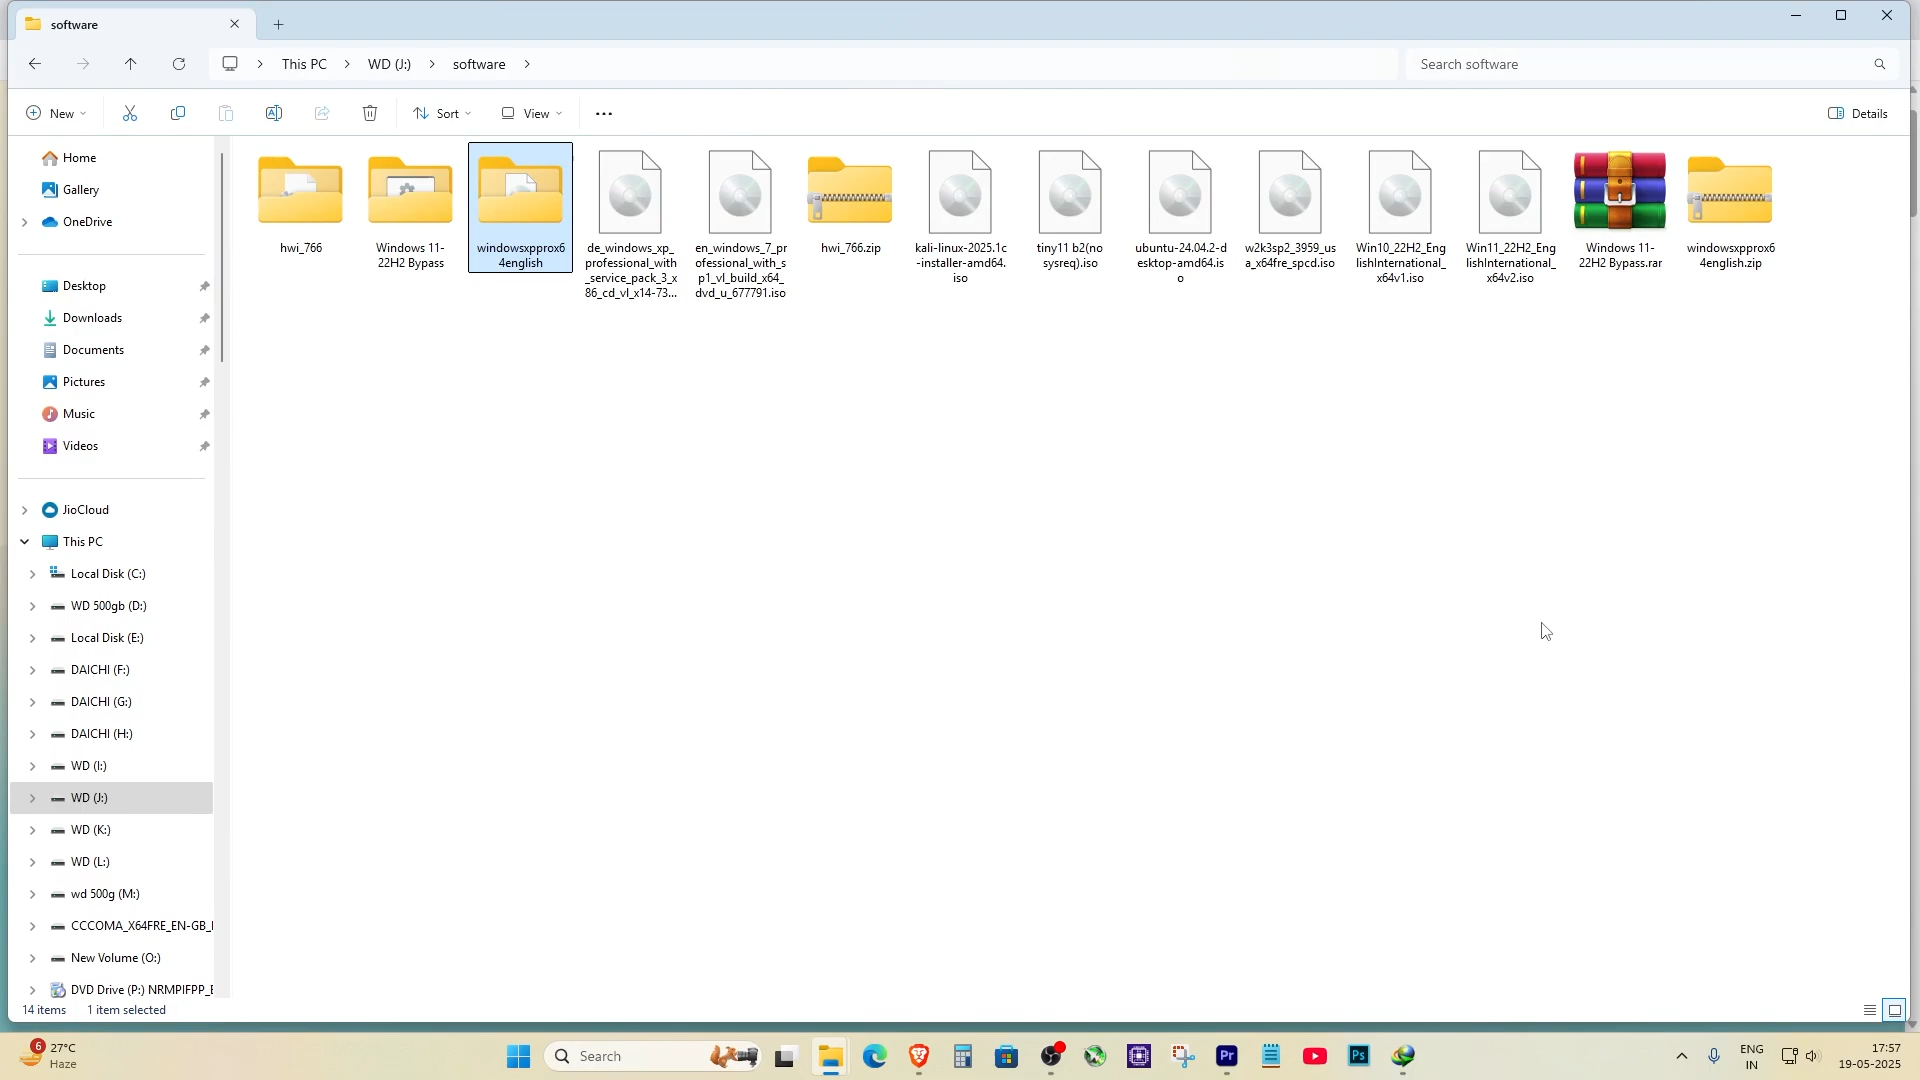 software
This PC
WD (J:)
software
Search software
New
Sort
View
Details
Home
Gallery
OneDrive
Desktop
Downloads
Documents
Pictures
Music
Videos
JioCloud
This PC
Local Disk (C:)
WD 500gb (D:)
Local Disk (E:)
DAICHI (F:)
DAICHI (G:)
DAICHI (H:)
WD (I:)
WD (J:)
WD (K:)
WD (L:)
wd 500g (M:)
CCCOMA_X64FRE_EN-GB_
New Volume (O:)
DVD Drive (P:) NRMPIFPP_E
hwi_766
Windows 11-
22H2 Bypass
windowsxpprox6
4english
de_windows_xp_
professional_with
_service_pack_3_x
86_cd_vl_x14-73...
en_windows_7_pr
ofessional_with_s
p1_vl_build_x64_
dvd_u_677791.iso
hwi_766.zip
kali-linux-2025.1c
-installer-amd64.
iso
tiny11 b2(no
sysreq).iso
ubuntu-24.04.2-d
esktop-amd64.is
o
w2k3sp2_3959_us
a_x64fre_spcd.iso
Win10_22H2_Eng
lishInternational_
x64v1.iso
Win11_22H2_Eng
lishInternational_
x64v2.iso
Windows 11-
22H2 Bypass.rar
windowsxpprox6
4english.zip
14 items
1 item selected
6
27°C
Haze
Search
Pr
Ps
ENG
IN
17:57
19-05-2025